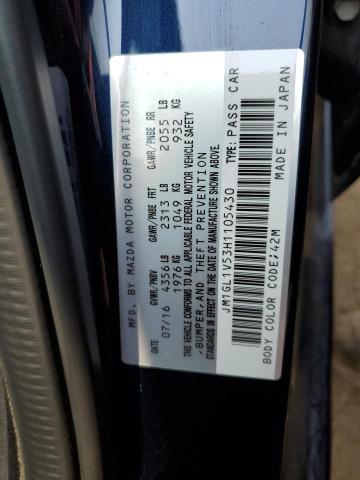 MFD. BY MAZDA MOTOR CORPORATION
DATE GVWR/PNBV GAWR/PNBE FRT GAWR/PNBE RR
07/16 4356 LB 2313 LB 2055 LB
1976 KG 1049 KG 932 KG
THIS VEHICLE CONFORMS TO ALL APPLICABLE FEDERAL MOTOR VEHICLE SAFETY
,BUMPER,AND THEFT PREVENTION
STANDARDS IN EFFECT ON THE DATE OF MANUFACTURE SHOWN ABOVE.
JM1GL1V53H1105430 TYPE: PASS CAR
BODY COLOR CODE;42M MADE IN JAPAN